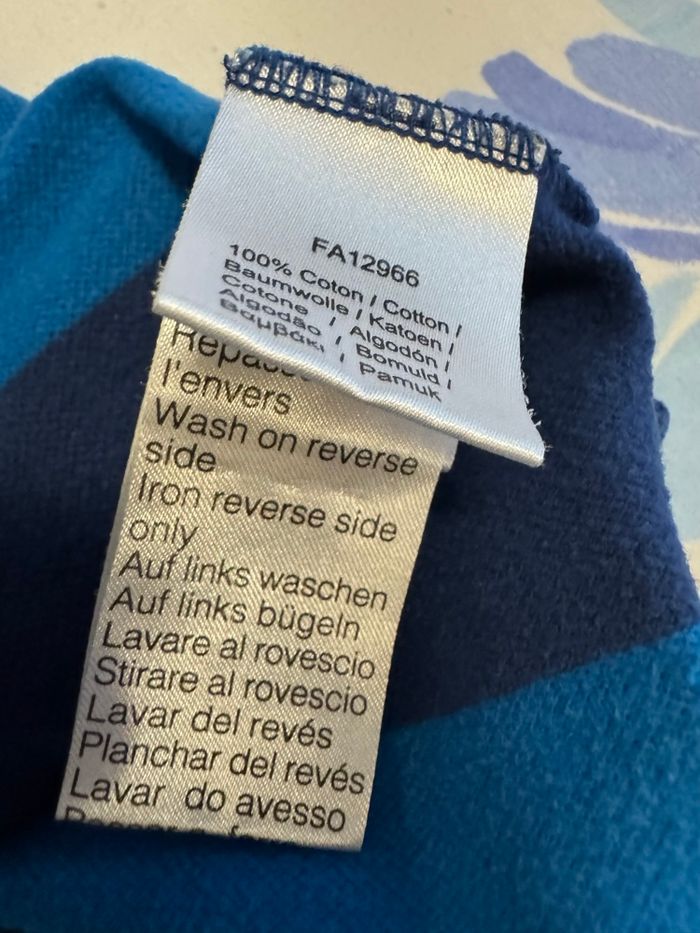 FA12966
100% Coton / Cotton /
Baumwolle / Katoen /
Cotone / Algodón /
Algodão / Bomuld /
Βαμβάκι / Pamuk
l'envers
Wash on reverse
side
Iron reverse side
only
Auf links waschen
Auf links bügeln
Lavare al rovescio
Stirare al rovescio
Lavar del revés
Planchar del revés
Lavar do avesso